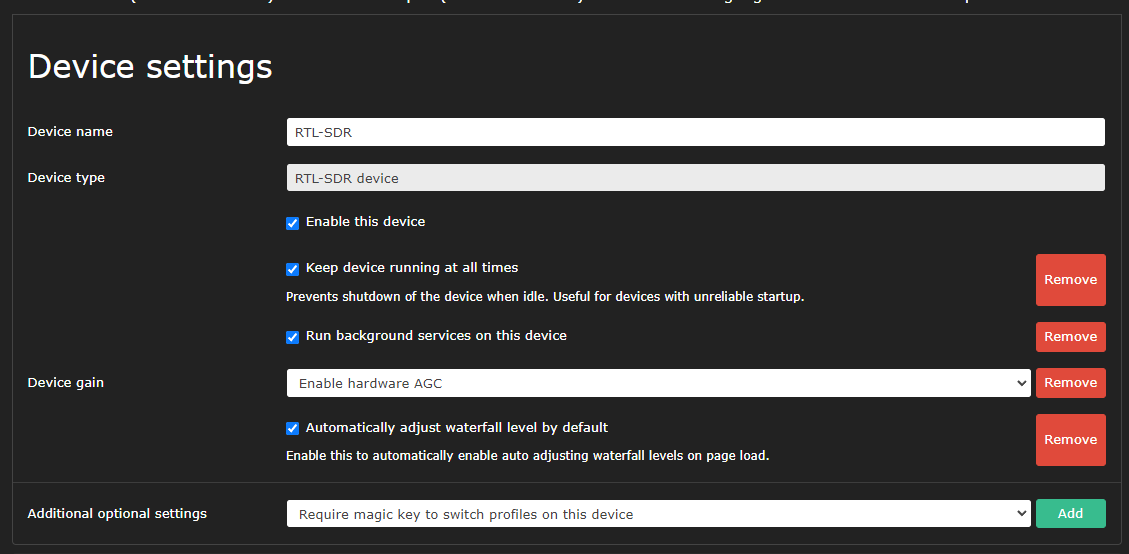 Device settings
Device name RTL-SDR
Device type RTL-SDR device
Enable this device
Keep device running at all times
Prevents shutdown of the device when idle. Useful for devices with unreliable startup.
Remove
Run background services on this device Remove
Device gain Enable hardware AGC Remove
Automatically adjust waterfall level by default
Enable this to automatically enable auto adjusting waterfall levels on page load.
Remove
Additional optional settings Require magic key to switch profiles on this device Add